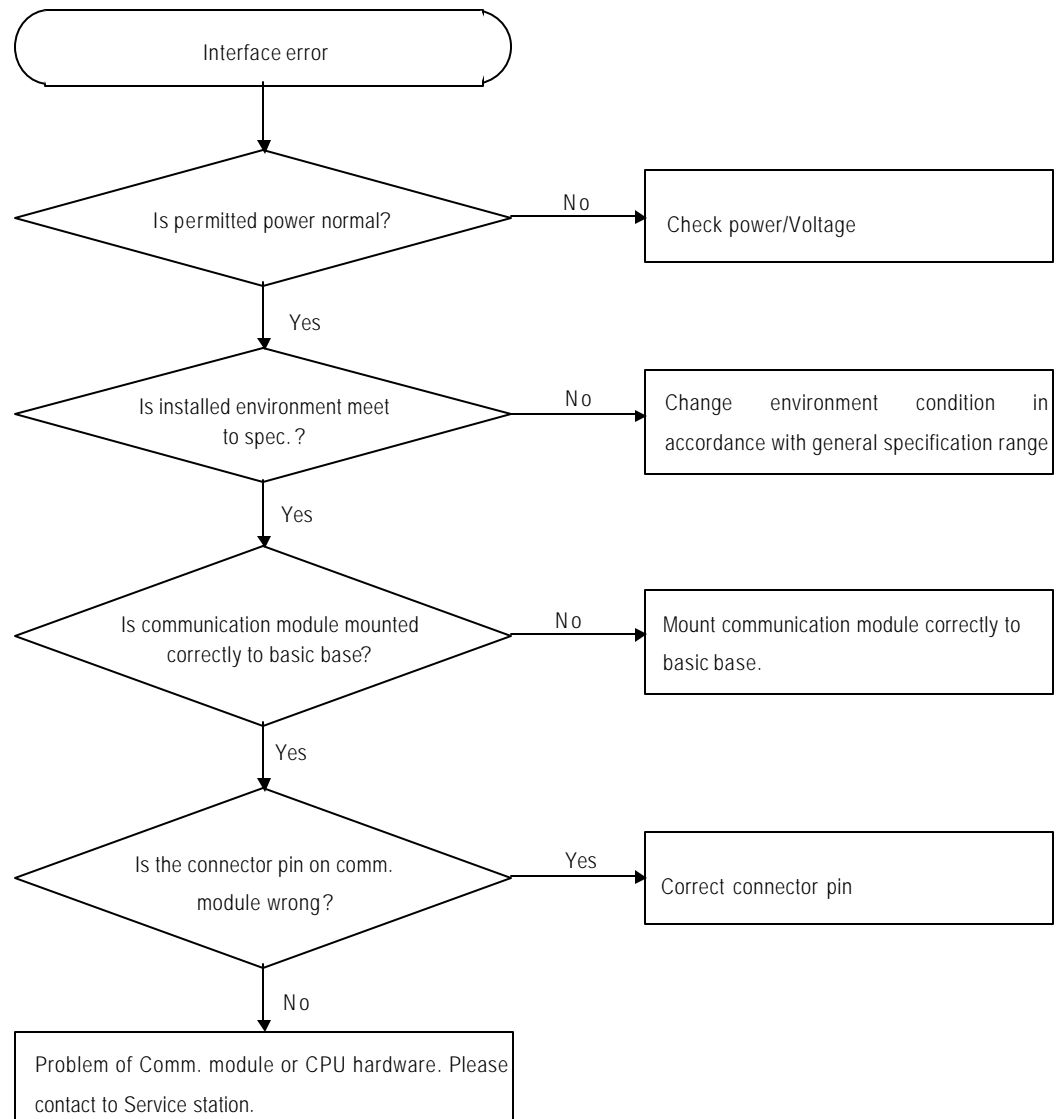 Interface error
Is permitted power normal?
No
Check power/Voltage
Yes
Is installed environment meet
to spec. ?
No
Change environment condition in
accordance with general specification range
Yes
Is communication module mounted
correctly to basic base?
No
Mount communication module correctly to
basic base.
Yes
Is the connector pin on comm.
module wrong?
Yes
Correct connector pin
No
Problem of Comm. module or CPU hardware. Please
contact to Service station.